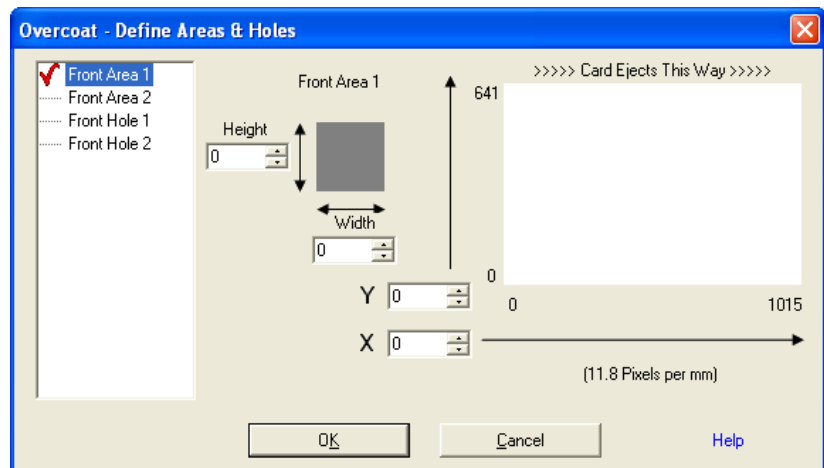 Overcoat - Define Areas & Holes
Front Area 1
Front Area 2
Front Hole 1
Front Hole 2
Front Area 1
Height
0
Width
0
Y 0
X 0
>>>>> Card Ejects This Way >>>>>
641
0
0 1015
(11.8 Pixels per mm)
OK Cancel Help